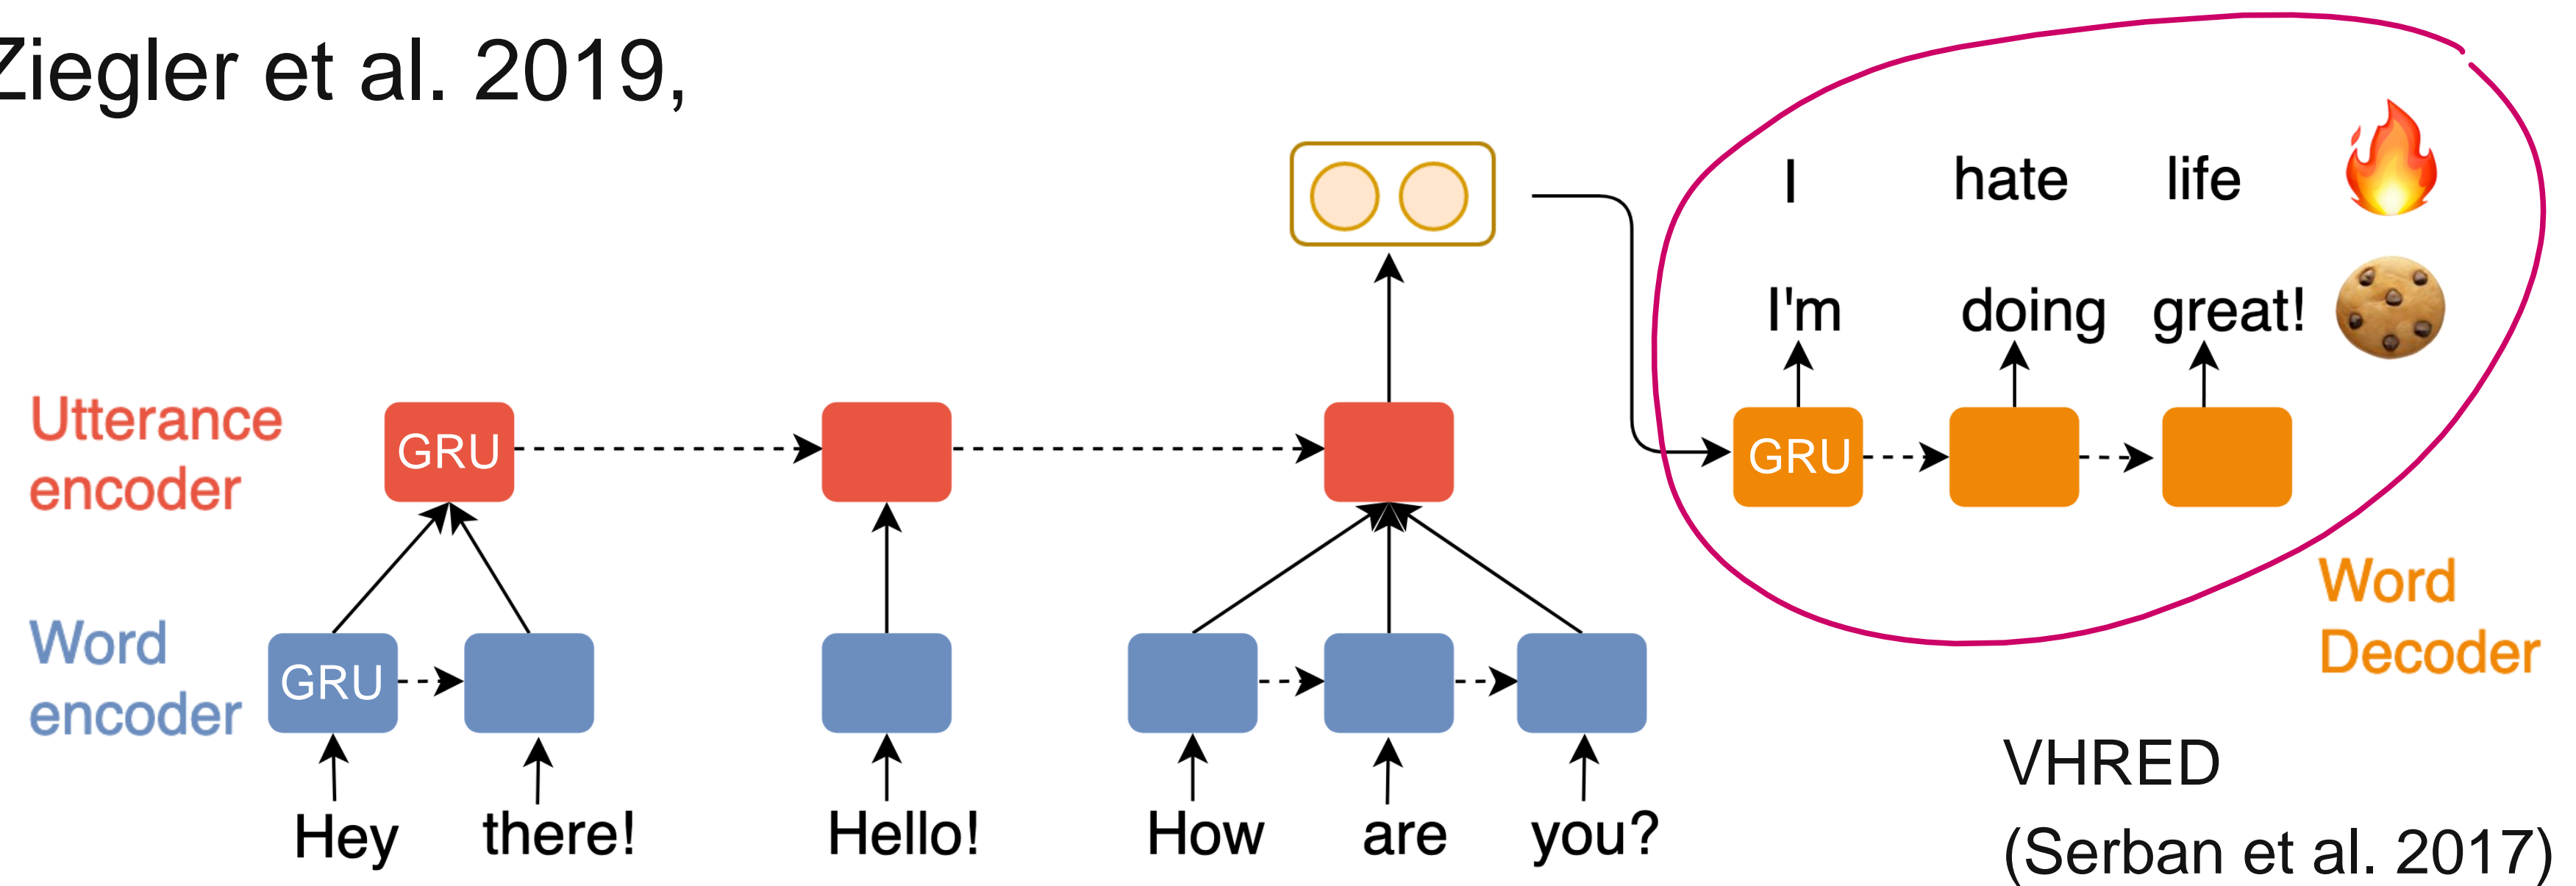 Ziegler et al. 2019,
I hate life
I'm doing great!
Utterance
encoder
GRU
GRU
Word
Decoder
Word
encoder
GRU
Hey there! Hello! How are you?
VHRED
(Serban et al. 2017)